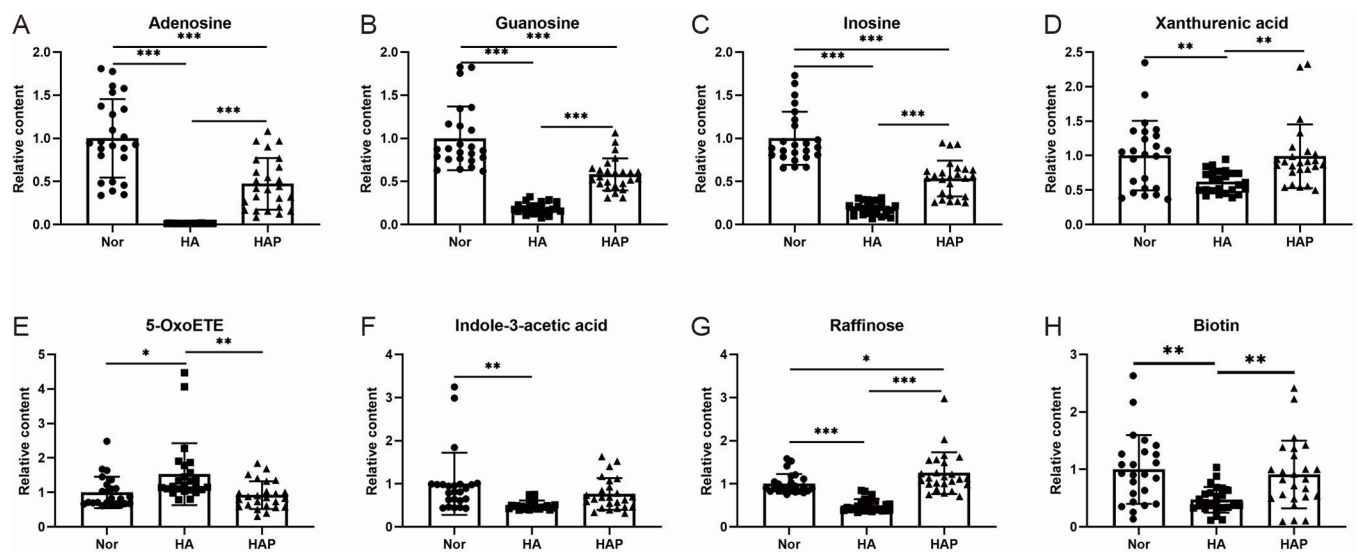 A
Adenosine
***
***
***
Relative content
2.0
1.5
1.0
0.5
0.0
Nor HA HAP
B
Guanosine
***
***
***
Relative content
2.0
1.5
1.0
0.5
0.0
Nor HA HAP
C
Inosine
***
***
***
Relative content
2.0
1.5
1.0
0.5
0.0
Nor HA HAP
D
Xanthurenic acid
** **
Relative content
2.5
2.0
1.5
1.0
0.5
0.0
Nor HA HAP
E
5-OxoETE
* **
Relative content
5
4
3
2
1
0
Nor HA HAP
F
Indole-3-acetic acid
**
Relative content
4
3
2
1
0
Nor HA HAP
G
Raffinose
*
***
***
Relative content
4
3
2
1
0
Nor HA HAP
H
Biotin
** **
Relative content
3
2
1
0
Nor HA HAP